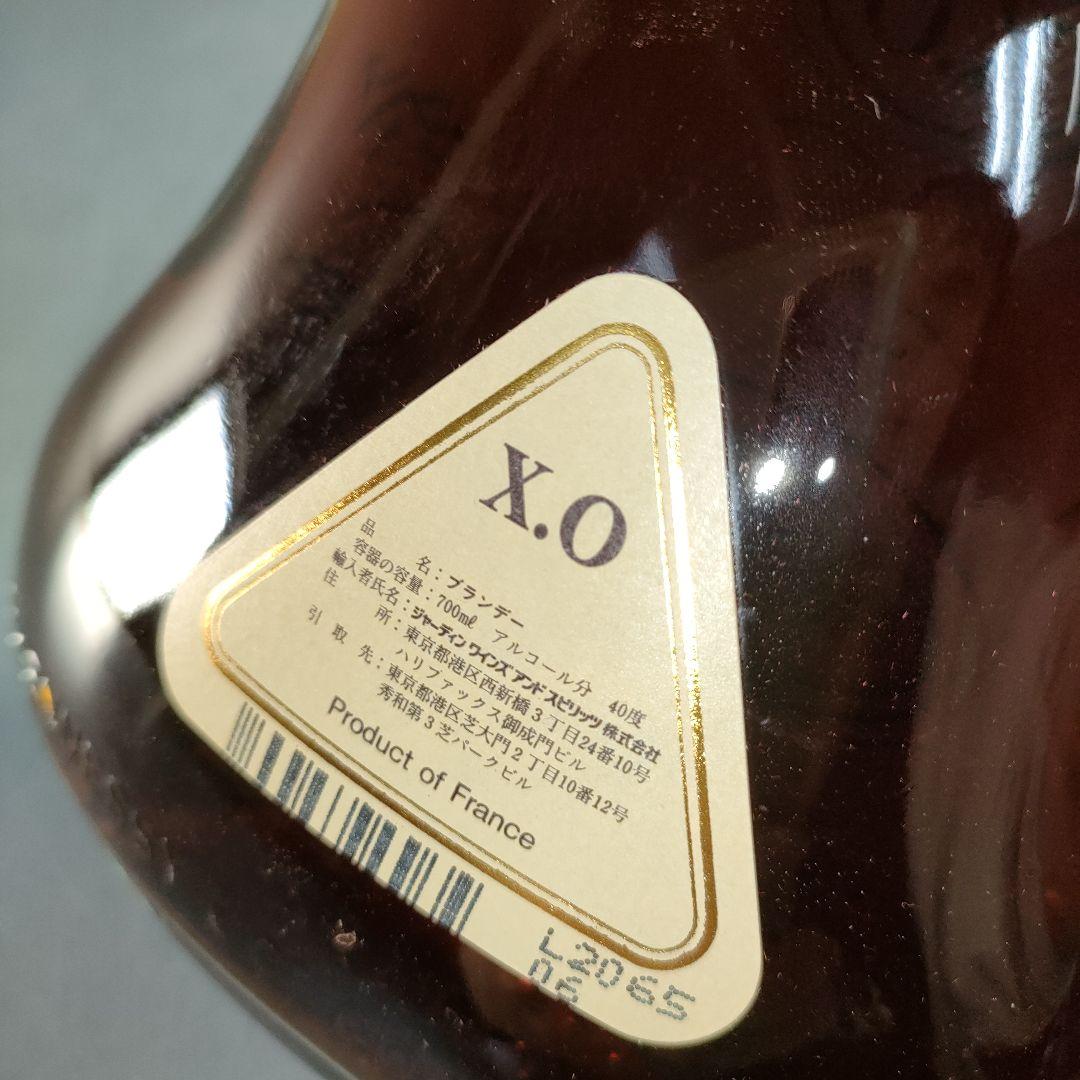 X.O
品名：ブランデー
容器の容量：700mℓ アルコール分 40度
輸入者氏名：ジャーディン ワインズ アンド スピリッツ 株式会社
住所：東京都港区西新橋3丁目24番10号
ハリファックス御成門ビル
引取先：東京都港区芝大門2丁目10番12号
秀和第3芝パークビル
Product of France
L2065